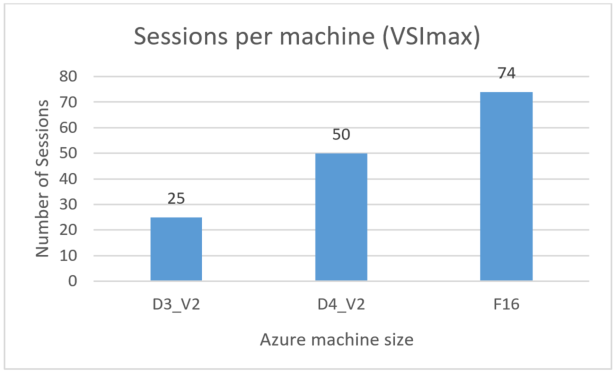 Sessions per machine (VSImax)
Number of Sessions
80
70
60
50
40
30
20
10
0
25
50
74
D3_V2
D4_V2
F16
Azure machine size